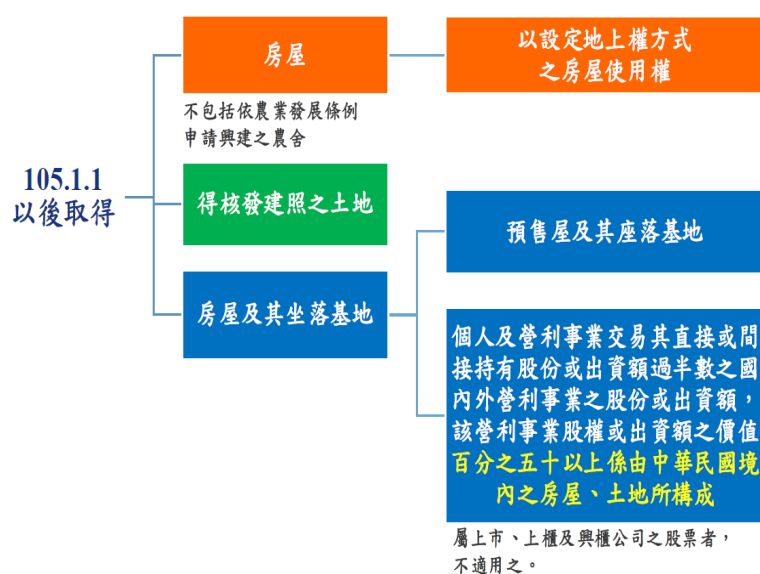 105.1.1
以後取得
房屋
不包括依農業發展條例
申請興建之農舍
以設定地上權方式
之房屋使用權
得核發建照之土地
房屋及其坐落基地
預售屋及其座落基地
個人及營利事業交易其直接或間
接持有股份或出資額過半數之國
內外營利事業之股份或出資額，
該營利事業股權或出資額之價值
百分之五十以上係由中華民國境
內之房屋、土地所構成
屬上市、上櫃及興櫃公司之股票者，
不適用之。